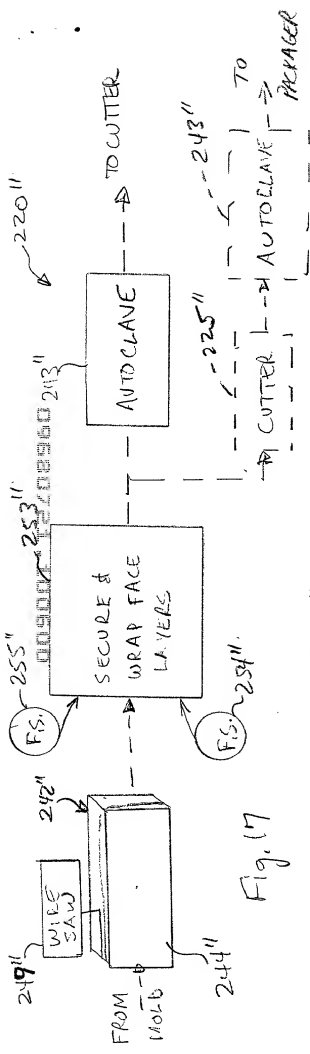 220"
TO CUTTER
243"
AUTOCLAVE
253"
255"
F.S.
SECURE &
WRAP FACE
LAYERS
F.S.
254"
242"
249"
WIRE
SAW
FROM
MOLD
244"
225"
CUTTER
243"
AUTOCLAVE
TO
PACKAGER
Fig. 17